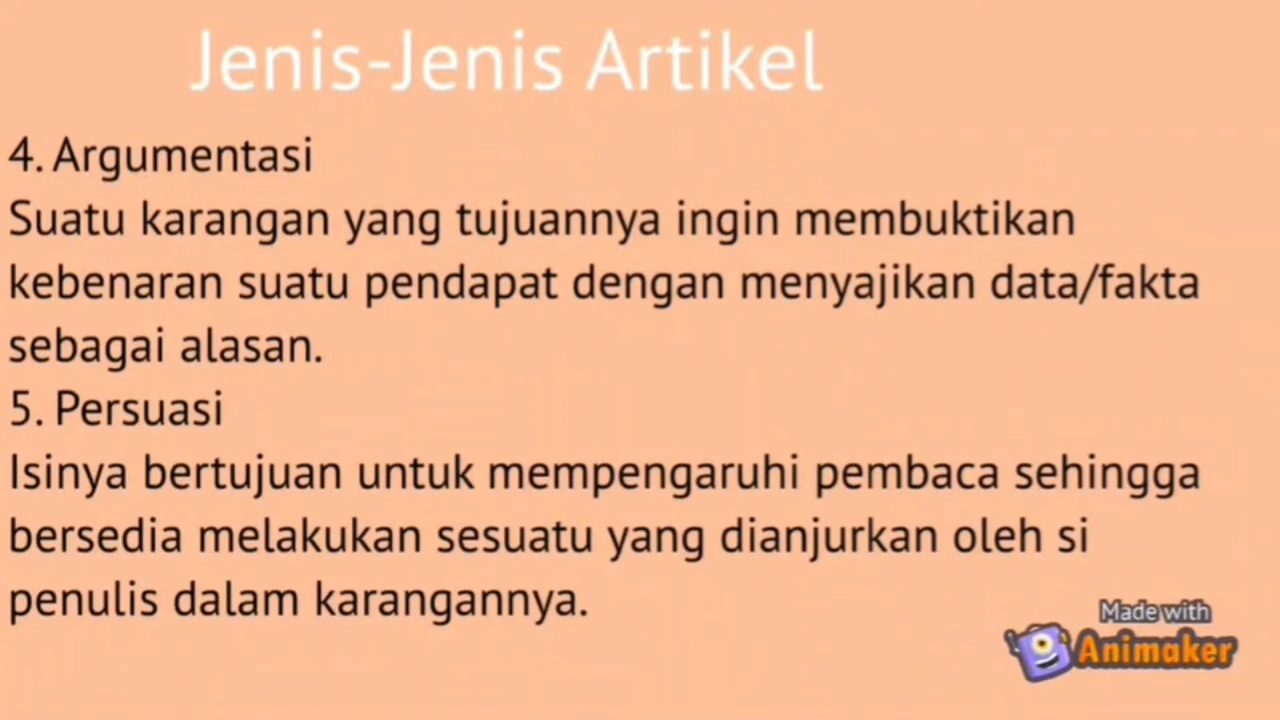 Jenis-Jenis Artikel
4. Argumentasi
Suatu karangan yang tujuannya ingin membuktikan
kebenaran suatu pendapat dengan menyajikan data/fakta
sebagai alasan.
5. Persuasi
Isinya bertujuan untuk mempengaruhi pembaca sehingga
bersedia melakukan sesuatu yang dianjurkan oleh si
penulis dalam karangannya.
Made with
Animaker